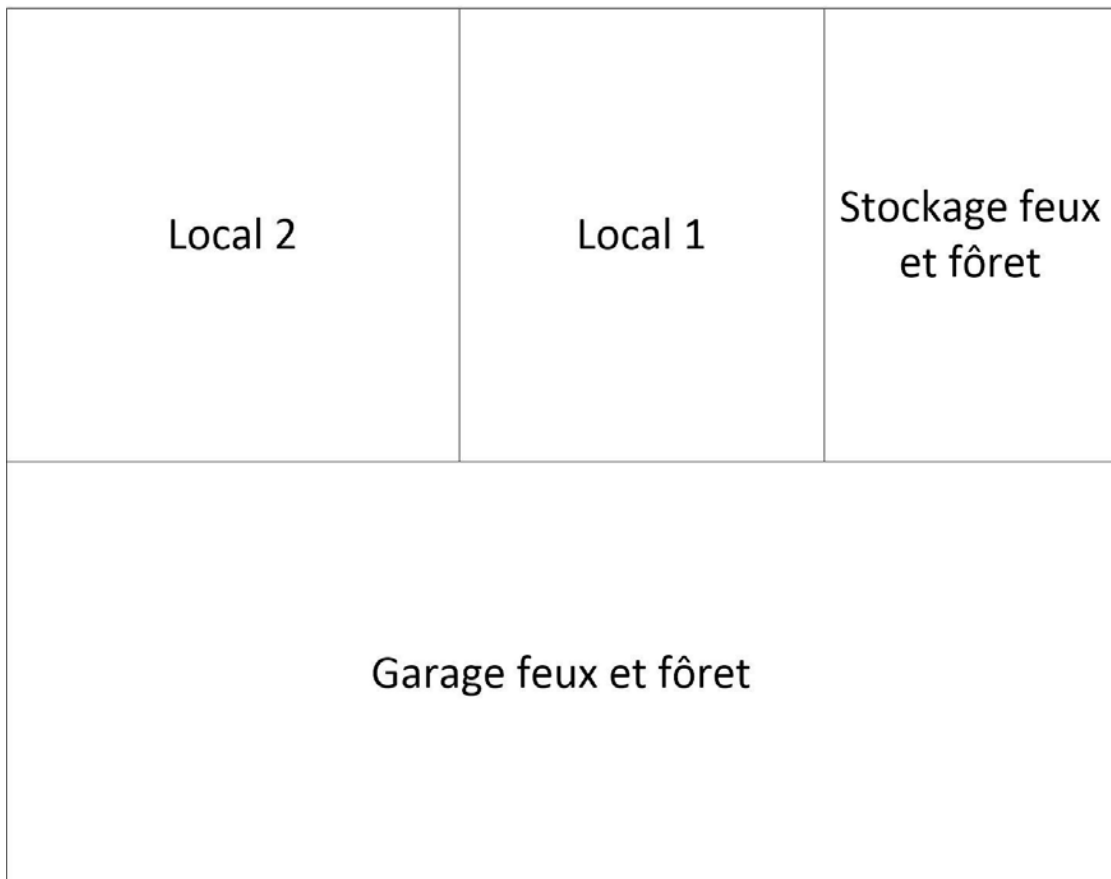 Local 2
Local 1
Stockage feux
et fôret
Garage feux et fôret